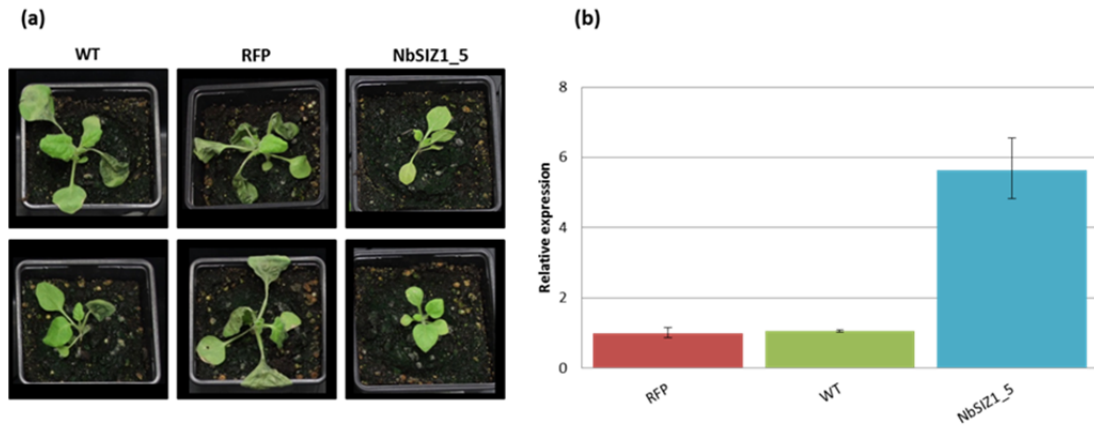 (a)
WT
RFP
NbSIZ1_5
(b)
Relative expression
8
6
4
2
0
RFP
WT
NbSIZ1_5